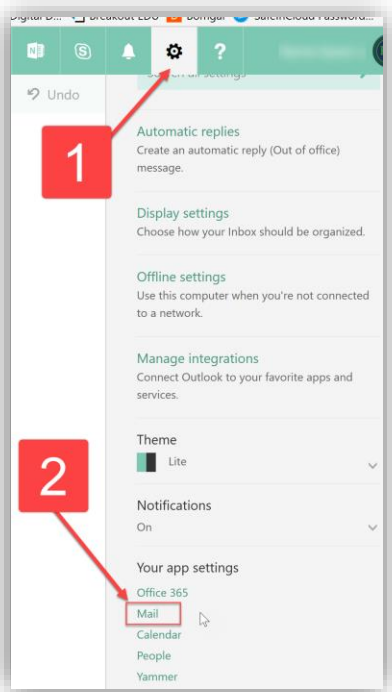 Undo
1
Automatic replies
Create an automatic reply (Out of office)
message.
Display settings
Choose how your Inbox should be organized.
Offline settings
Use this computer when you're not connected
to a network.
Manage integrations
Connect Outlook to your favorite apps and
services.
Theme
Lite
2
Notifications
On
Your app settings
Office 365
Mail
Calendar
People
Yammer